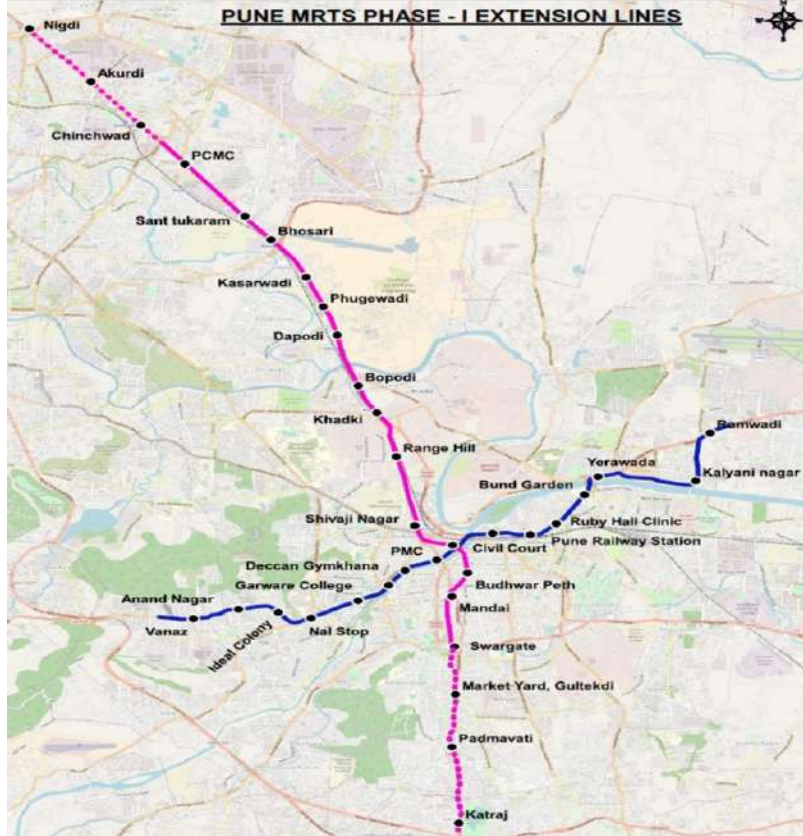 PUNE MRTS PHASE - I EXTENSION LINES
Nigdi
Akurdi
Chinchwad
PCMC
Sant tukaram
Bhosari
Kasarwadi
Phugewadi
Dapodi
Bopodi
Khadki
Range Hill
Ramwadi
Yerawada
Kalyani nagar
Bund Garden
Shivaji Nagar
Ruby Hall Clinic
Pune Railway Station
PMC
Civil Court
Deccan Gymkhana
Garware College
Budhwar Peth
Anand Nagar
Mandai
Vanaz
Ideal Colony
Nal Stop
Swargate
Market Yard, Gultekdi
Padmavati
Katraj